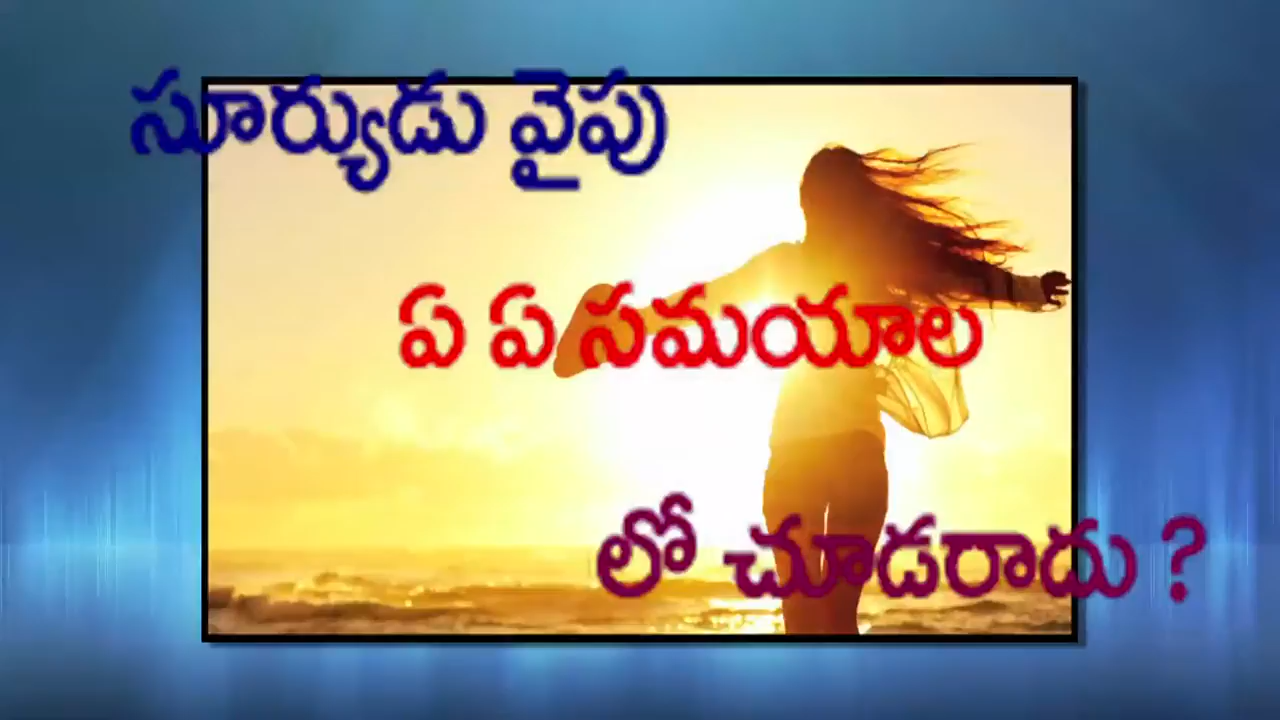 సూర్యుడు వైపు
ఏ ఏ సమయాల
లో చూడరాదు ?